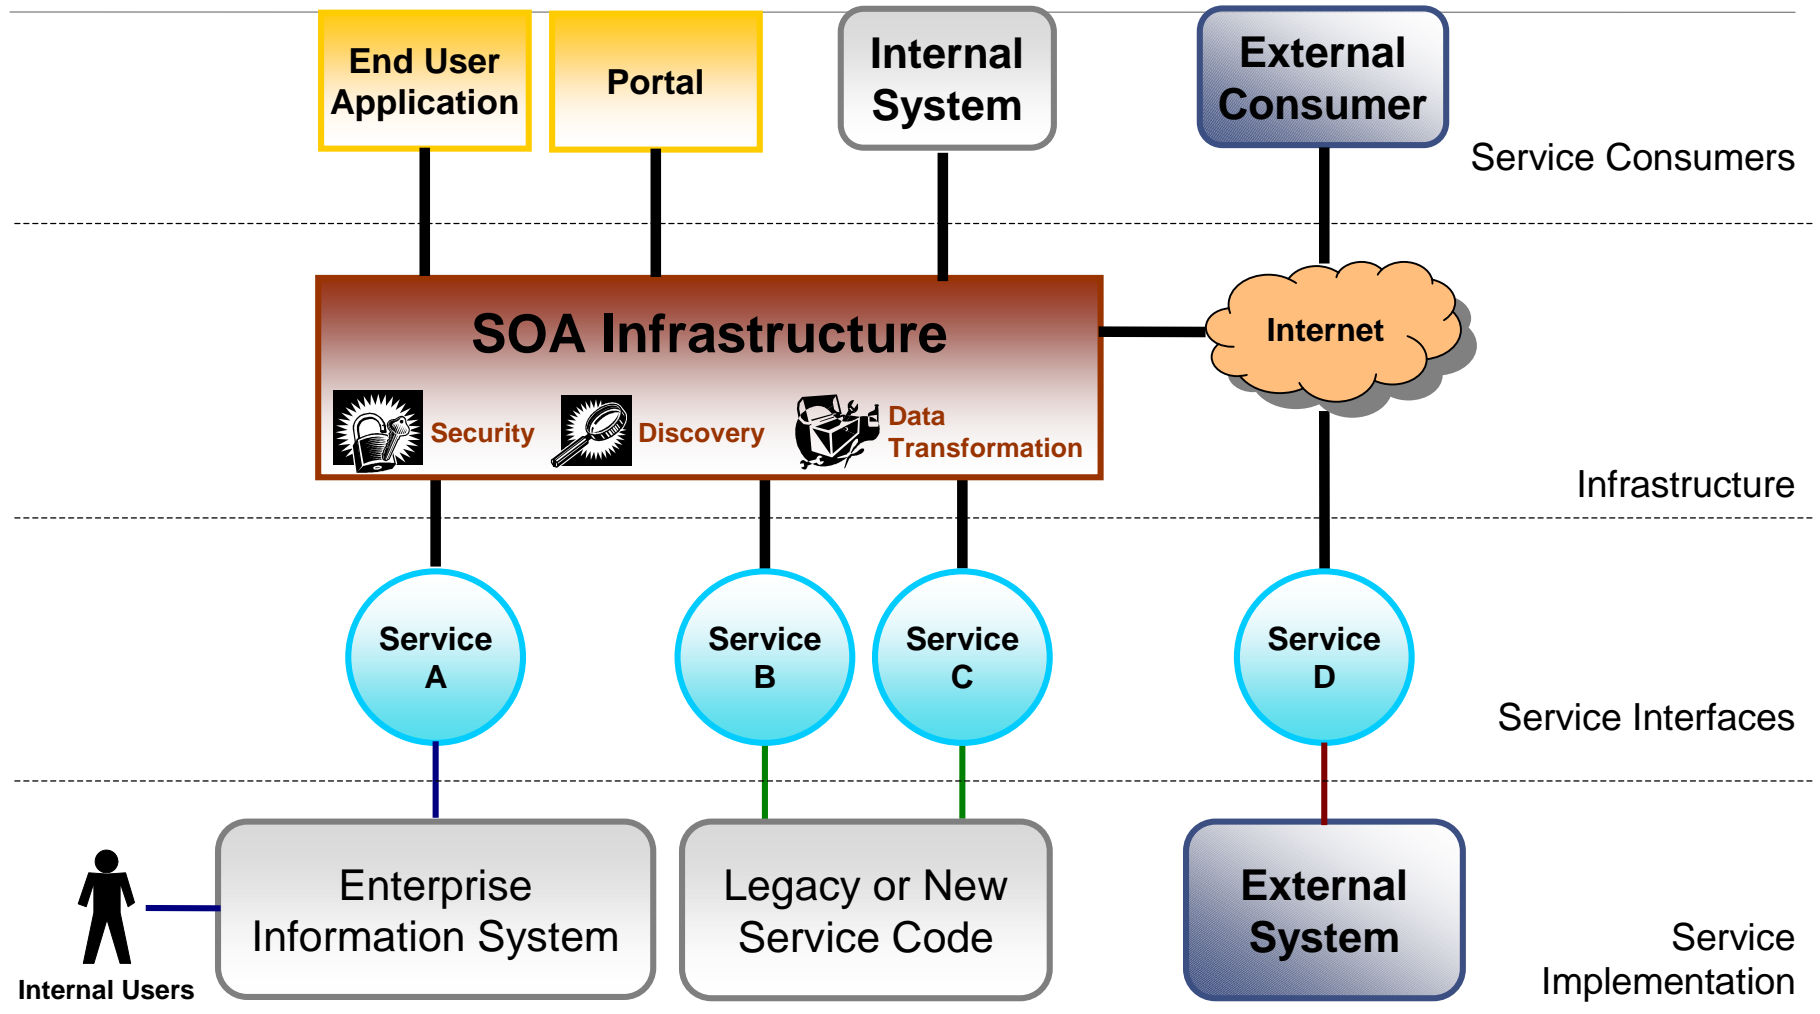 End User
Application
Portal
Internal
System
External
Consumer
Service Consumers
SOA Infrastructure
Internet
Security
Discovery
Data
Transformation
Infrastructure
Service
A
Service
B
Service
C
Service
D
Service Interfaces
Enterprise
Information System
Legacy or New
Service Code
External
System
Internal Users
Service
Implementation